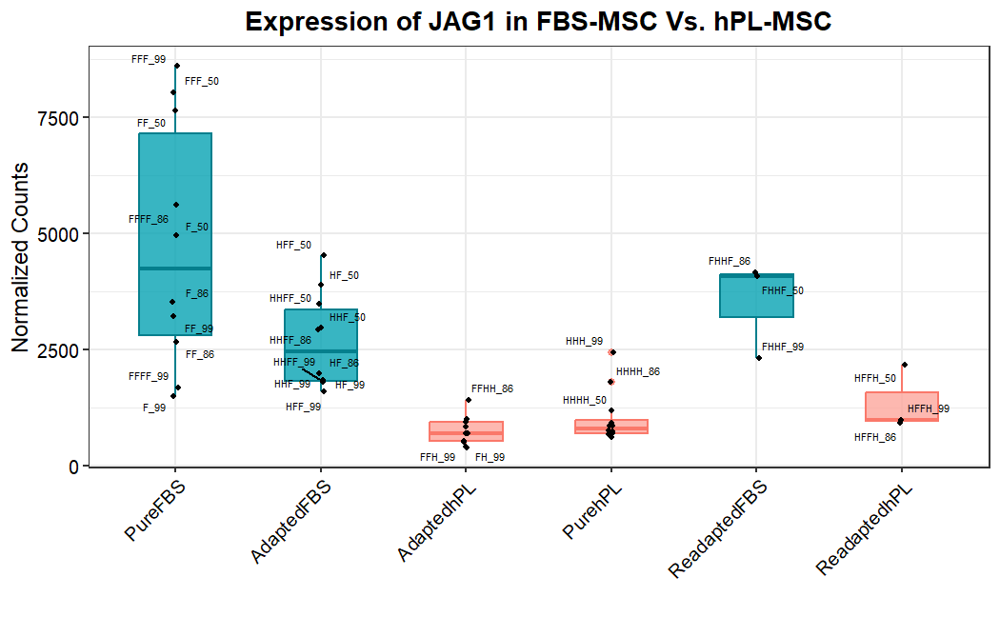 Expression of JAG1 in FBS-MSC Vs. hPL-MSC
Normalized Counts
7500
5000
2500
0
FFF_99
FFF_50
FF_50
FFFF_86
F_50
F_86
FF_99
FF_86
FFFF_99
F_99
HFF_50
HF_50
HHFF_50
HHF_50
HHFF_86
HHFF_99
HF_86
HHF_99
HF_99
HFF_99
FFHH_86
FFH_99
FH_99
HHH_99
HHHH_86
HHHH_50
FHHF_86
FHHF_50
FHHF_99
HFFH_50
HFFH_99
HFFH_86
PureFBS
AdaptedFBS
AdaptedhPL
PurehPL
ReadaptedFBS
ReadaptedhPL